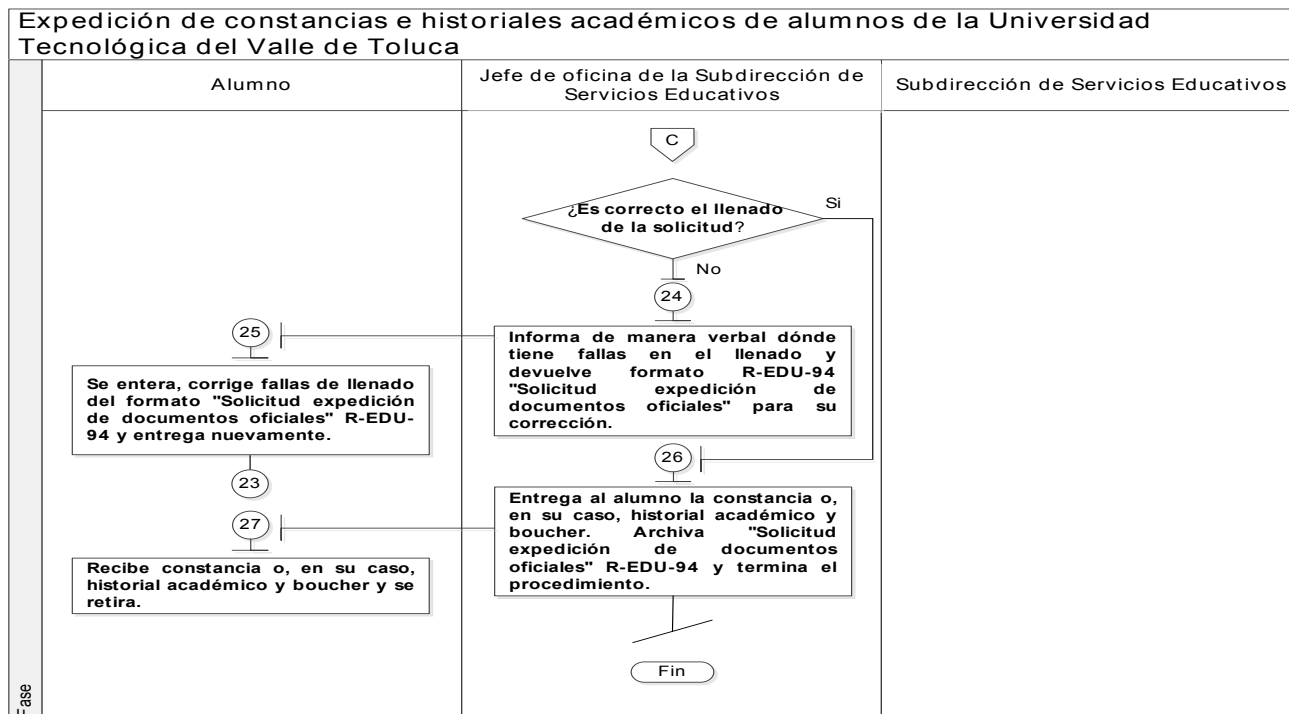 Expedición de constancias e historiales académicos de alumnos de la Universidad
Tecnológica del Valle de Toluca
Alumno
Jefe de oficina de la Subdirección de
Servicios Educativos
Subdirección de Servicios Educativos
C
¿Es correcto el llenado
de la solicitud?
Si
No
24
Informa de manera verbal dónde
tiene fallas en el llenado y
devuelve formato R-EDU-94
"Solicitud expedición de
documentos oficiales" para su
corrección.
25
Se entera, corrige fallas de llenado
del formato "Solicitud expedición
de documentos oficiales" R-EDU-
94 y entrega nuevamente.
23
26
Entrega al alumno la constancia o,
en su caso, historial académico y
boucher. Archiva "Solicitud
expedición de documentos
oficiales" R-EDU-94 y termina el
procedimiento.
27
Recibe constancia o, en su caso,
historial académico y boucher y se
retira.
Fin
Fase